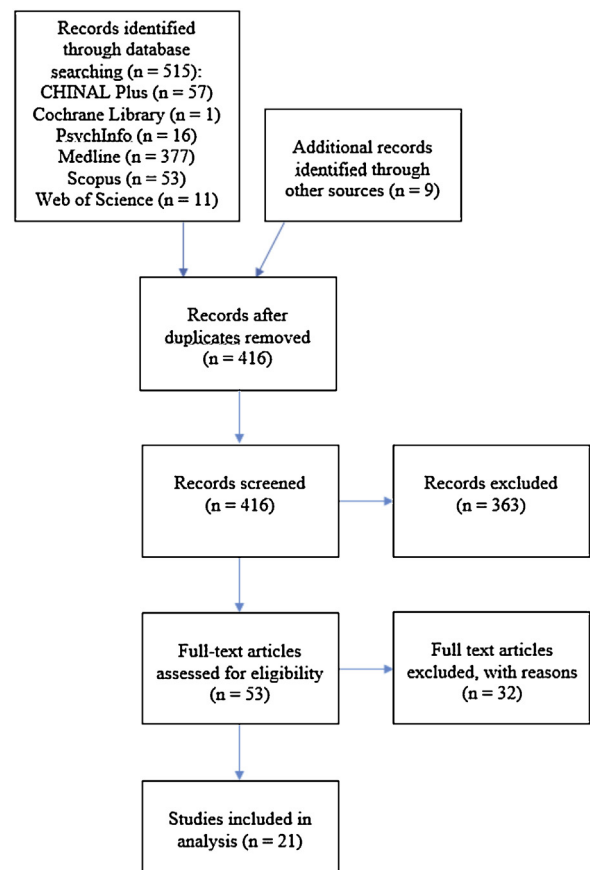 Records identified
through database
searching (n = 515):
CHINAL Plus (n = 57)
Cochrane Library (n = 1)
PsvchInfo (n = 16)
Medline (n = 377)
Scopus (n = 53)
Web of Science (n = 11)
Additional records
identified through
other sources (n = 9)
Records after
duplicates removed
(n = 416)
Records screened
(n = 416)
Records excluded
(n = 363)
Full-text articles
assessed for eligibility
(n = 53)
Full text articles
excluded, with reasons
(n = 32)
Studies included in
analysis (n = 21)